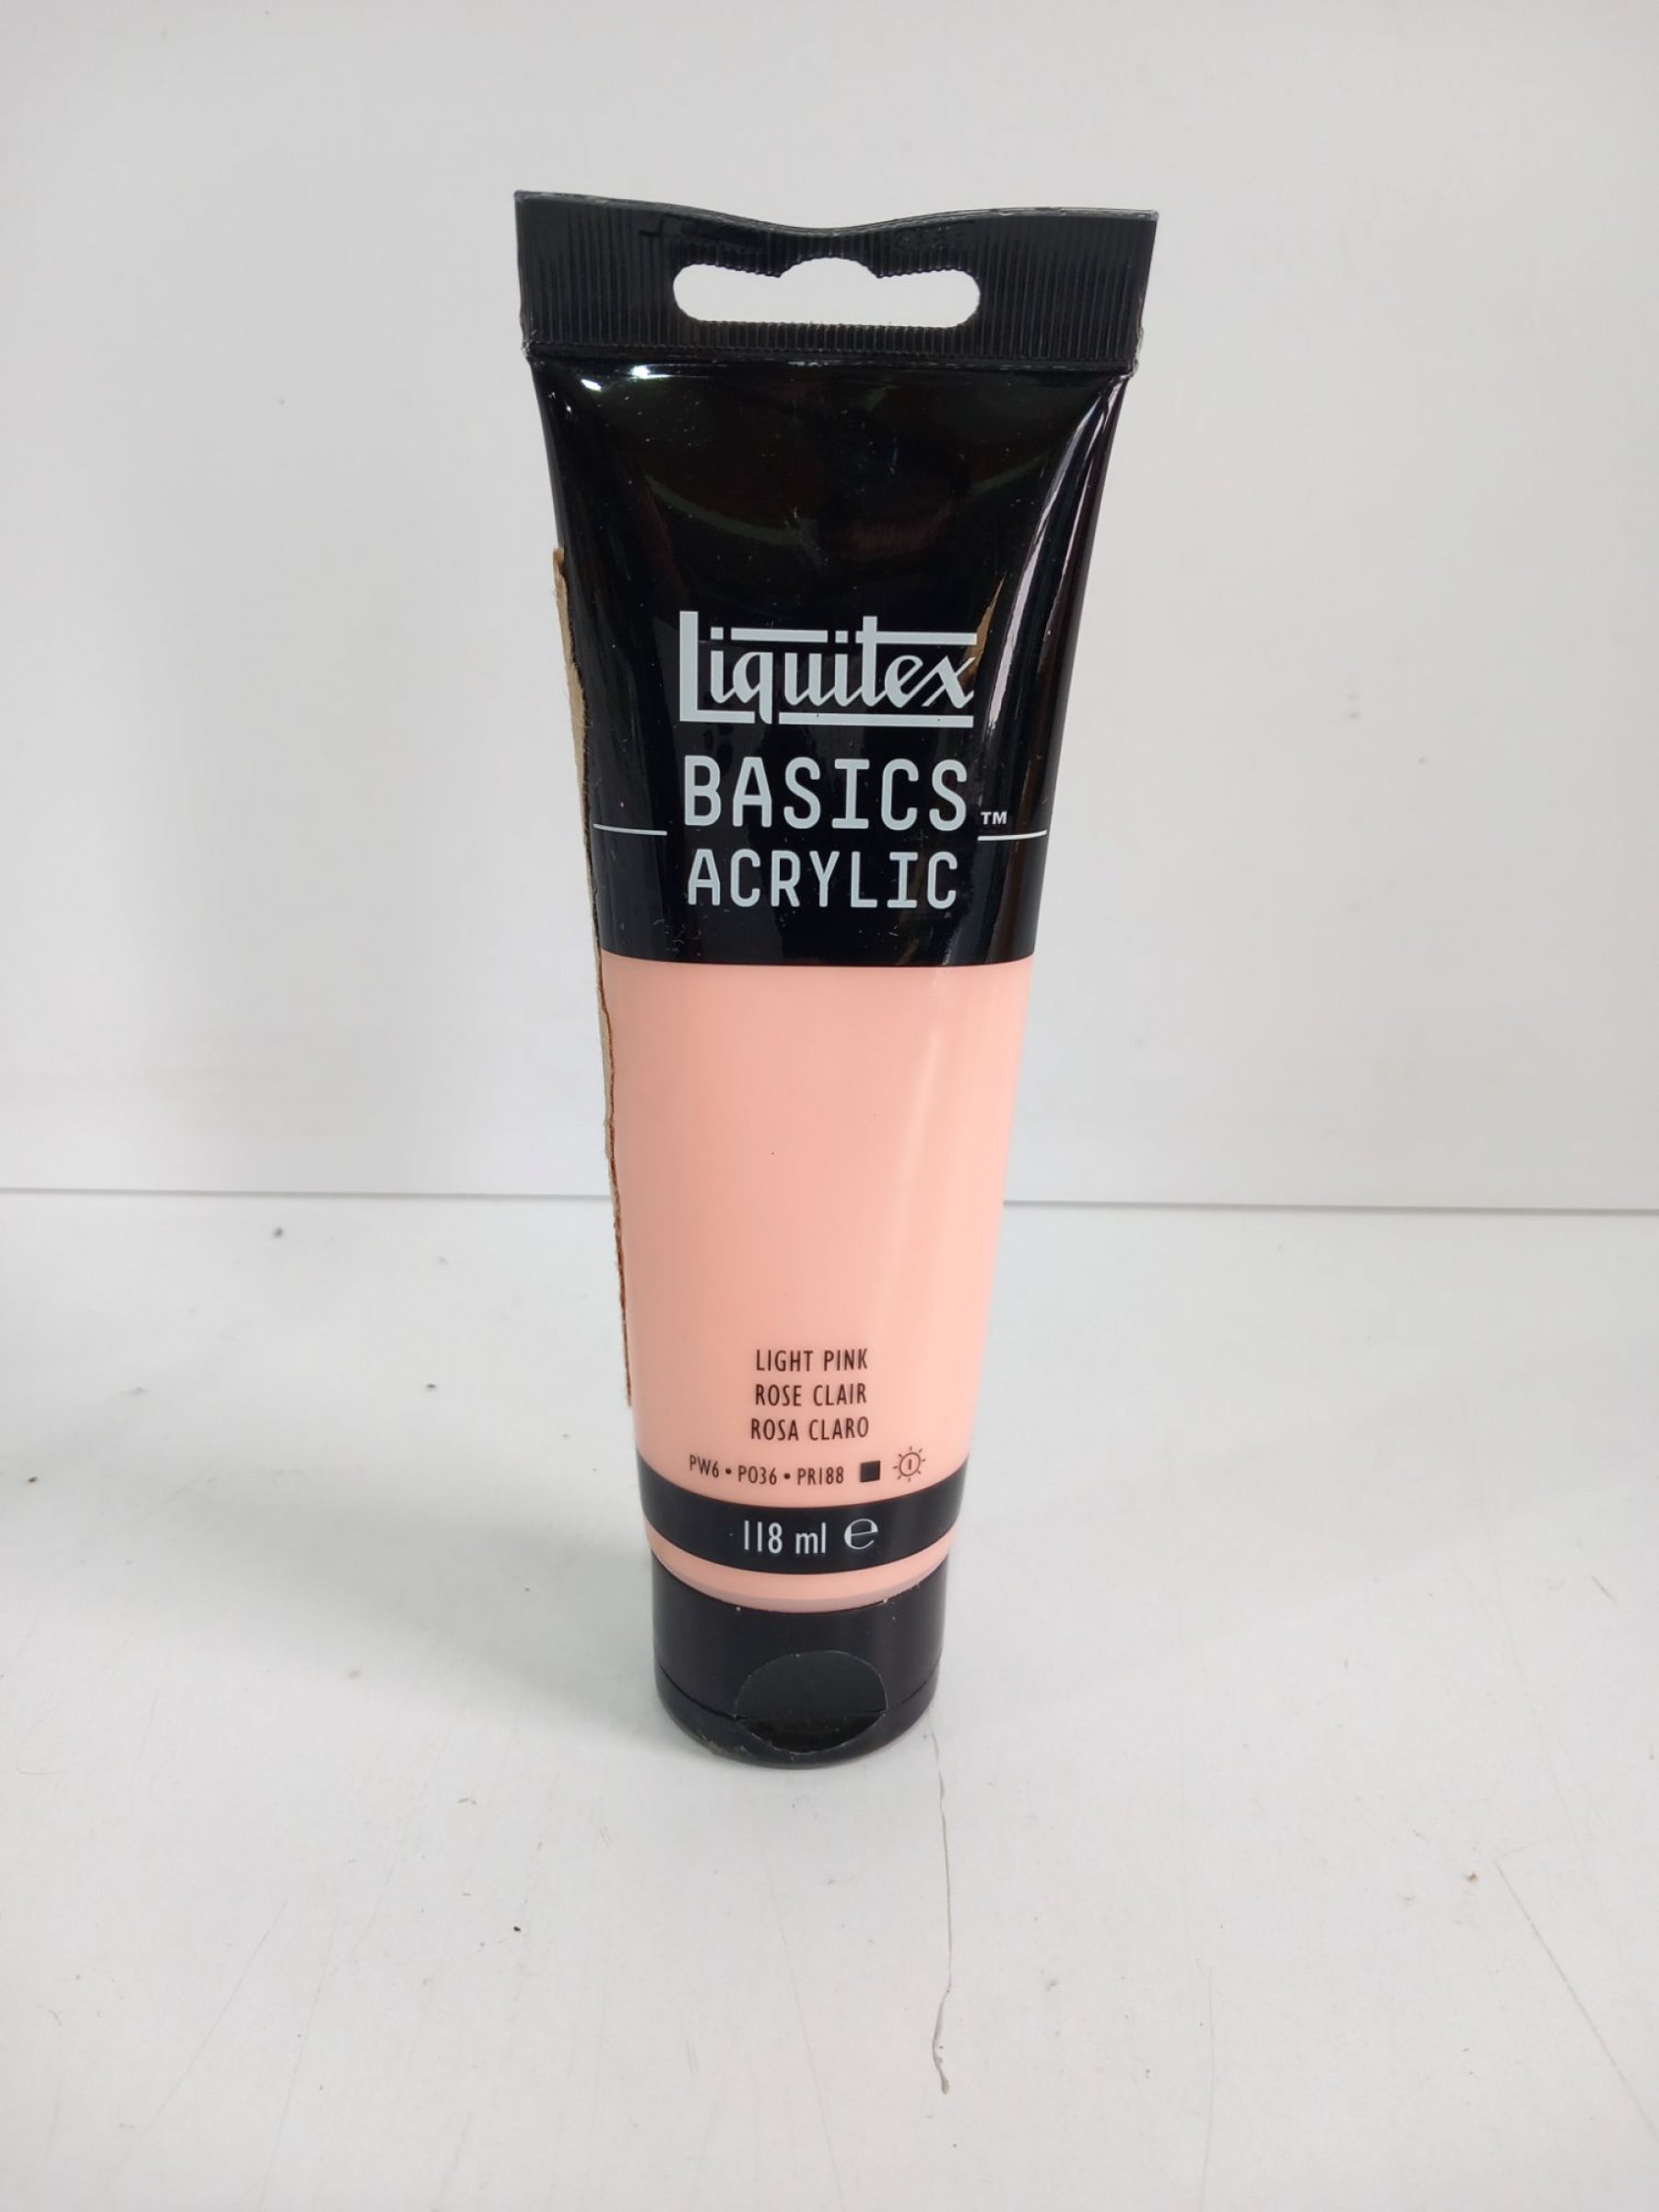 Liquitex
BASICS™
ACRYLIC
LIGHT PINK
ROSE CLAIR
ROSA CLARO
PW6 • PO36 • PR188
118 ml ℮